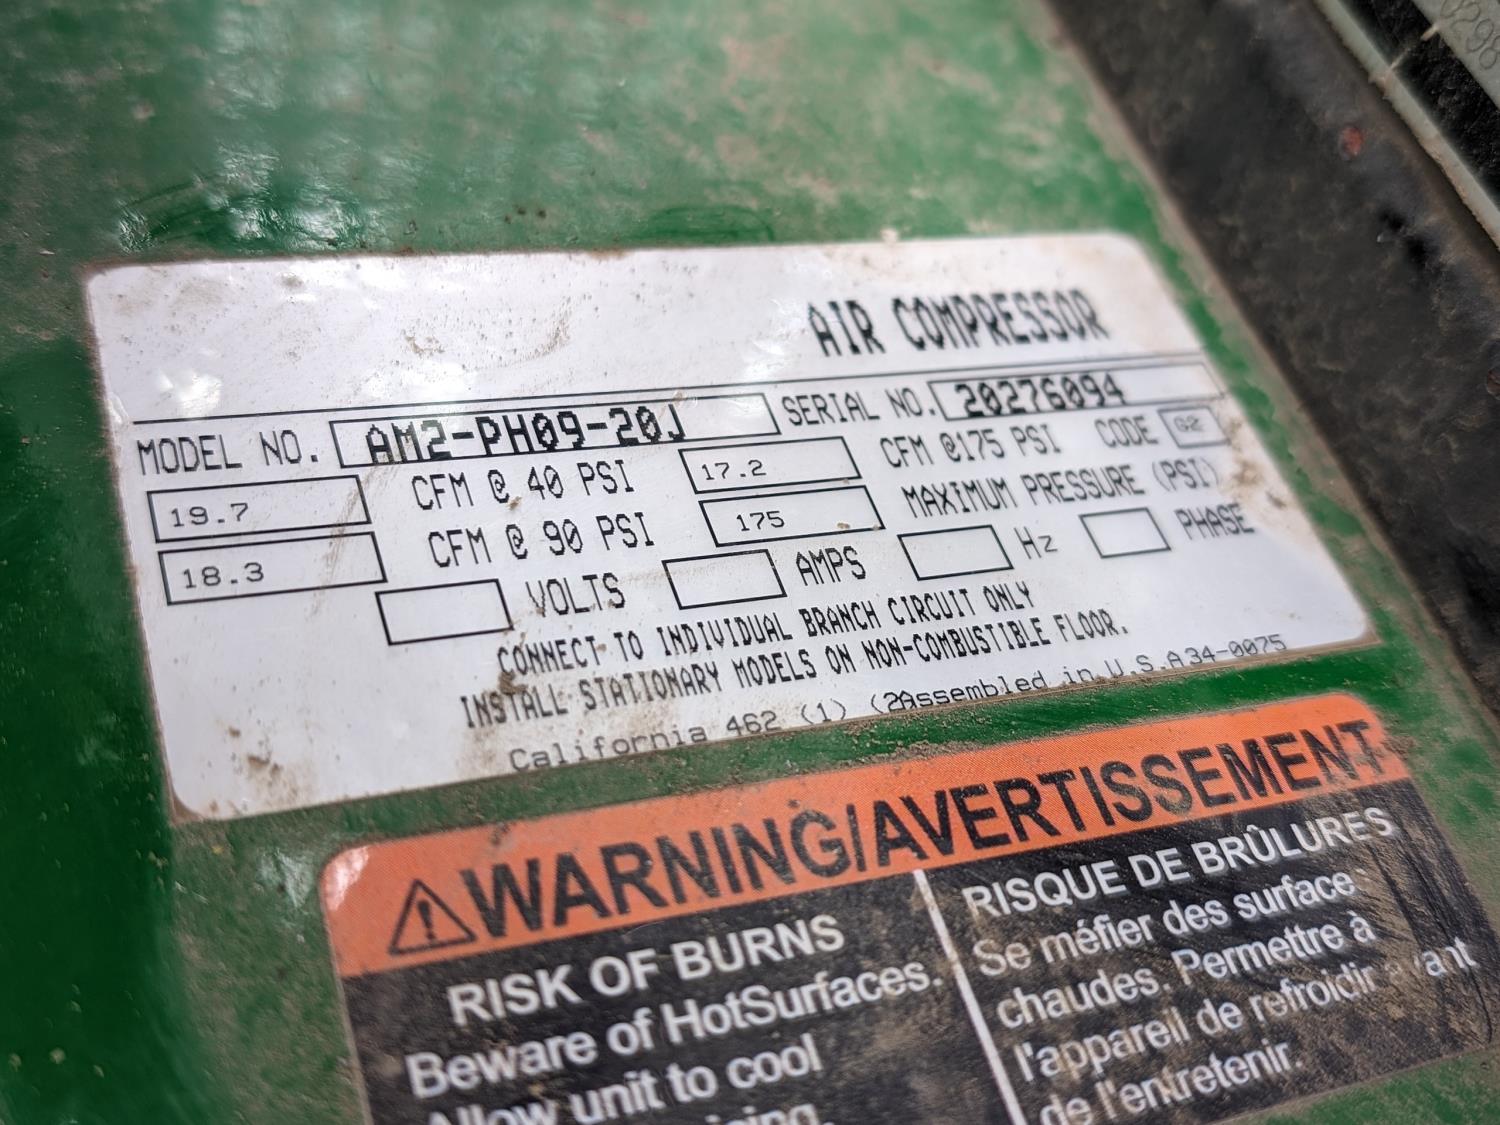 AIR COMPRESSOR
MODEL NO. AM2-PH09-20J SERIAL NO. 20276094
19.7 CFM @ 40 PSI 17.2 CFM @175 PSI CODE
18.3 CFM @ 90 PSI 175 MAXIMUM PRESSURE (PSI)
VOLTS AMPS Hz PHASE
CONNECT TO INDIVIDUAL BRANCH CIRCUIT ONLY
INSTALL STATIONARY MODELS ON NON-COMBUSTIBLE FLOOR.
California 462 (1) (2) Assembled in U.S.A 34-0075
WARNING/AVERTISSEMENT
RISK OF BURNS
Beware of HotSurfaces.
Allow unit to cool
RISQUE DE BRÛLURES
Se méfier des surface
chaudes. Permettre à
l'appareil de refroidir
de l'entretenir.